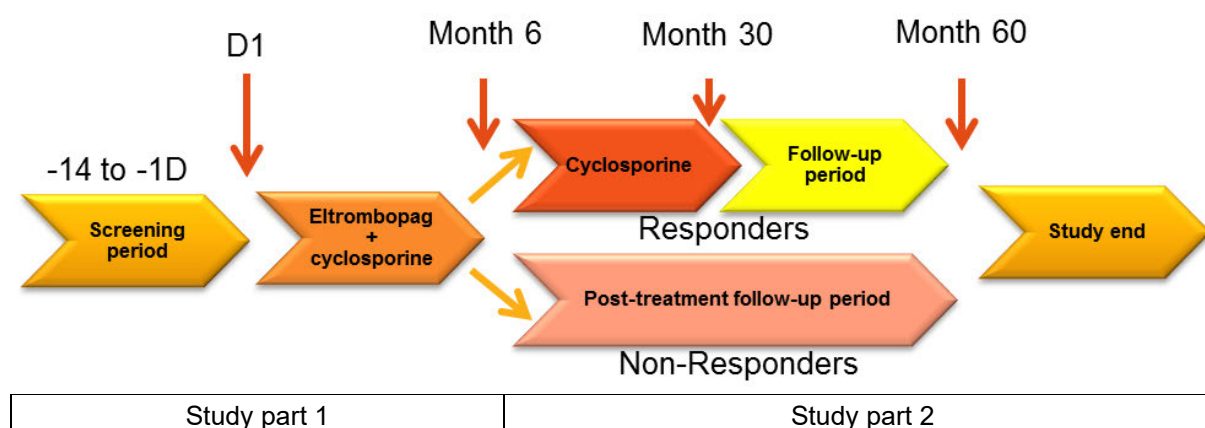 D1
Month 6
Month 30
Month 60
-14 to -1D
Screening
period
Eltrombopag
+
cyclosporine
Cyclosporine
Follow-up
period
Responders
Post-treatment follow-up period
Non-Responders
Study end
Study part 1
Study part 2